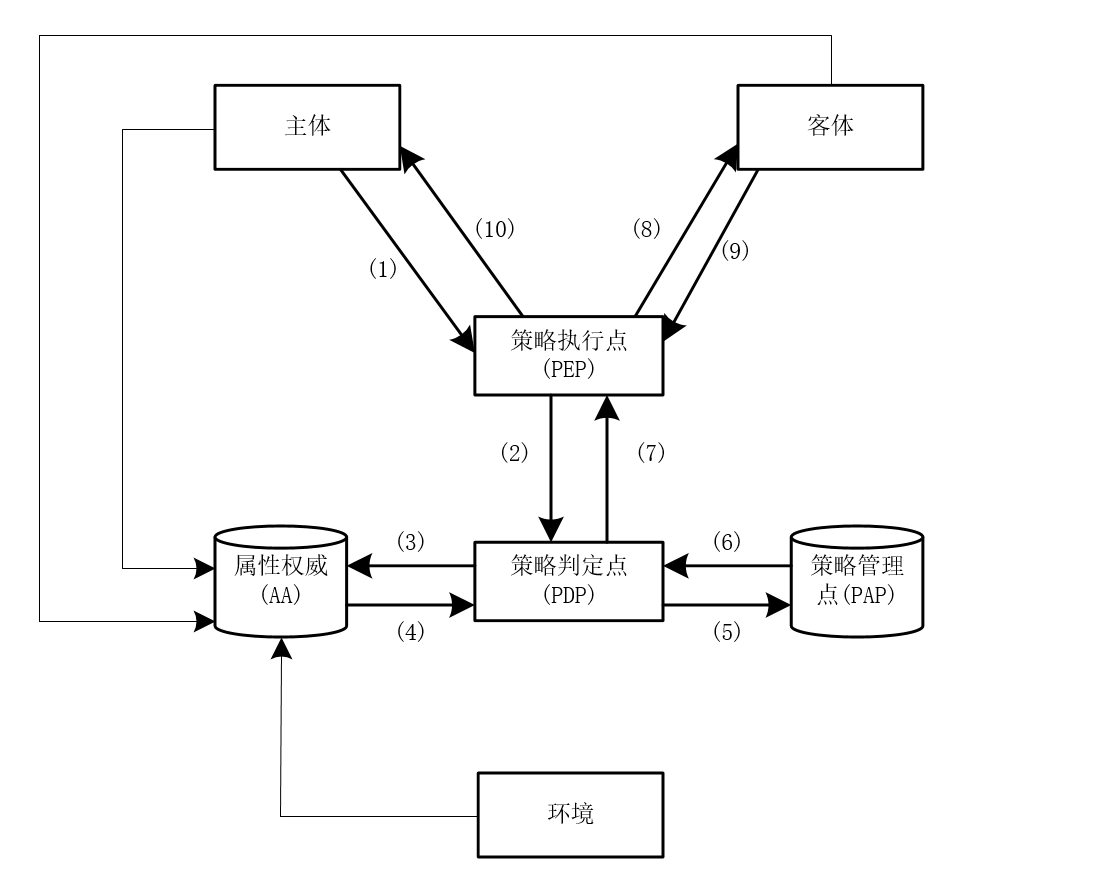 主体
客体
(10)
(8)
(9)
(1)
策略执行点
(PEP)
(2)
(7)
(3)
(6)
属性权威
(AA)
策略判定点
(PDP)
策略管理
点(PAP)
(4)
(5)
环境